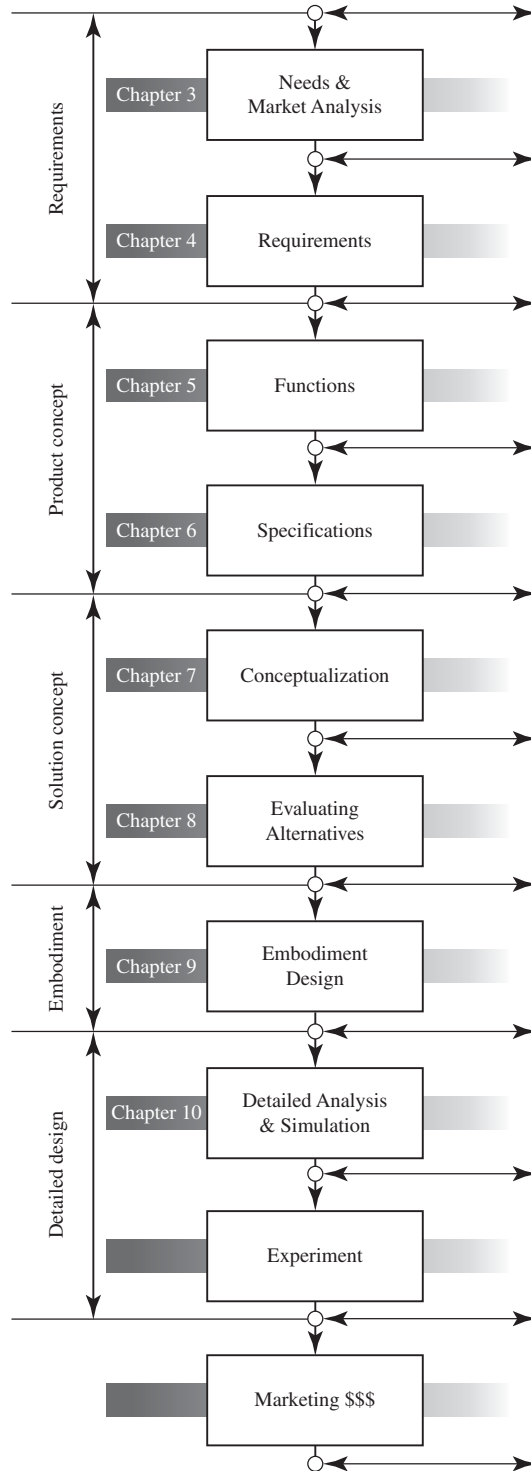 Requirements
Chapter 3
Needs &
Market Analysis
Chapter 4
Requirements
Product concept
Chapter 5
Functions
Chapter 6
Specifications
Solution concept
Chapter 7
Conceptualization
Chapter 8
Evaluating
Alternatives
Embodiment
Chapter 9
Embodiment
Design
Detailed design
Chapter 10
Detailed Analysis
& Simulation
Experiment
Marketing $$$